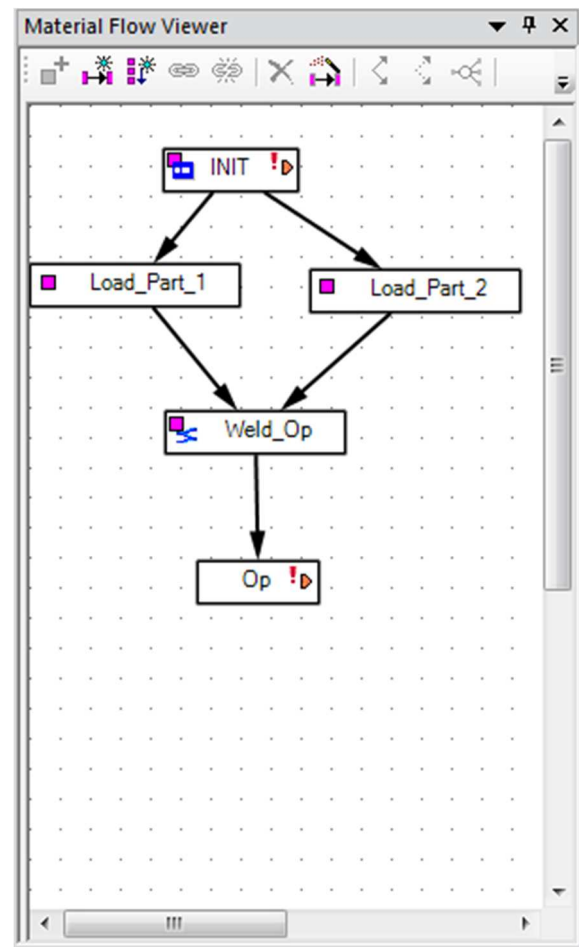 Material Flow Viewer
INIT
Load_Part_1
Load_Part_2
Weld_Op
Op